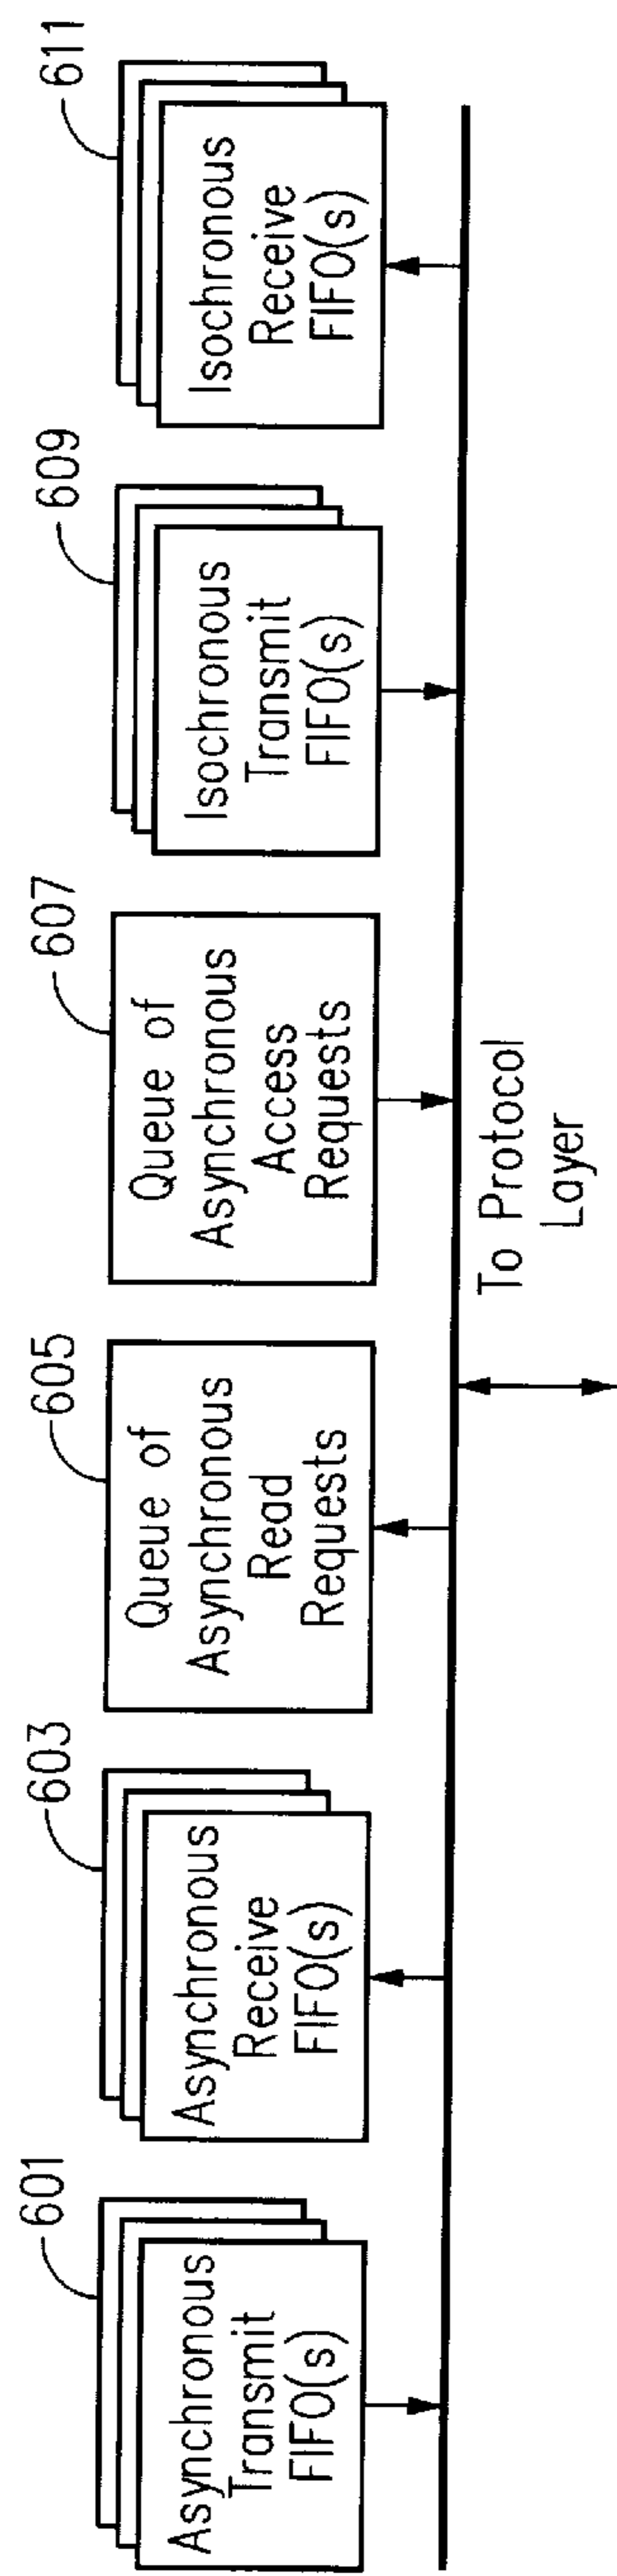 601
Asynchronous
Transmit
FIFO(s)
603
Asynchronous
Receive
FIFO(s)
605
Queue of
Asynchronous
Read
Requests
607
Queue of
Asynchronous
Access
Requests
609
Isochronous
Transmit
FIFO(s)
611
Isochronous
Receive
FIFO(s)
To Protocol
Layer